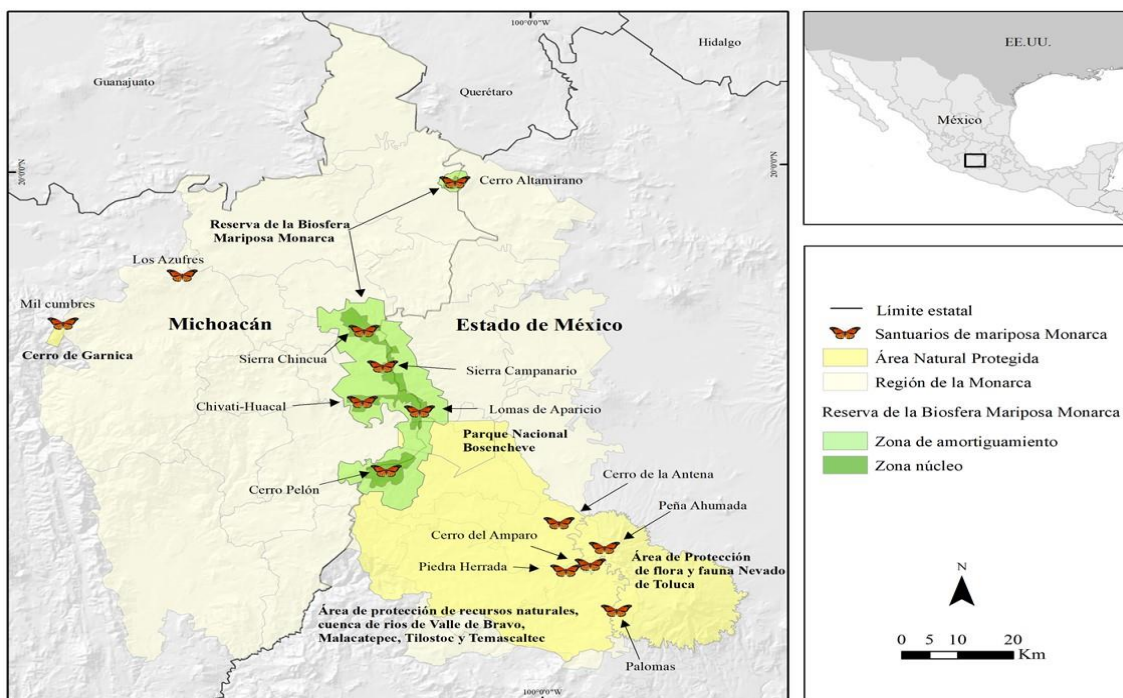 100°0'0"W
Hidalgo
Guanajuato
Querétaro
20°0'0"N
20°0'0"N
Cerro Altamirano
Reserva de la Biosfera
Mariposa Monarca
Los Azufres
Mil cumbres
Michoacán
Estado de México
Cerro de Garnica
Sierra Chincua
Sierra Campanario
Chivati-Huacal
Lomas de Aparicio
Parque Nacional
Bosencheve
Cerro Pelón
Cerro de la Antena
Peña Ahumada
Cerro del Amparo
Piedra Herrada
Área de Protección
de flora y fauna Nevado
de Toluca
Área de protección de recursos naturales,
cuenca de rios de Valle de Bravo,
Malacatepec, Tilostoc y Temascaltec
Palomas
100°0'0"W
EE.UU.
México
Límite estatal
Santuarios de mariposa Monarca
Área Natural Protegida
Región de la Monarca
Reserva de la Biosfera Mariposa Monarca
Zona de amortiguamiento
Zona núcleo
N
0 5 10 20
Km